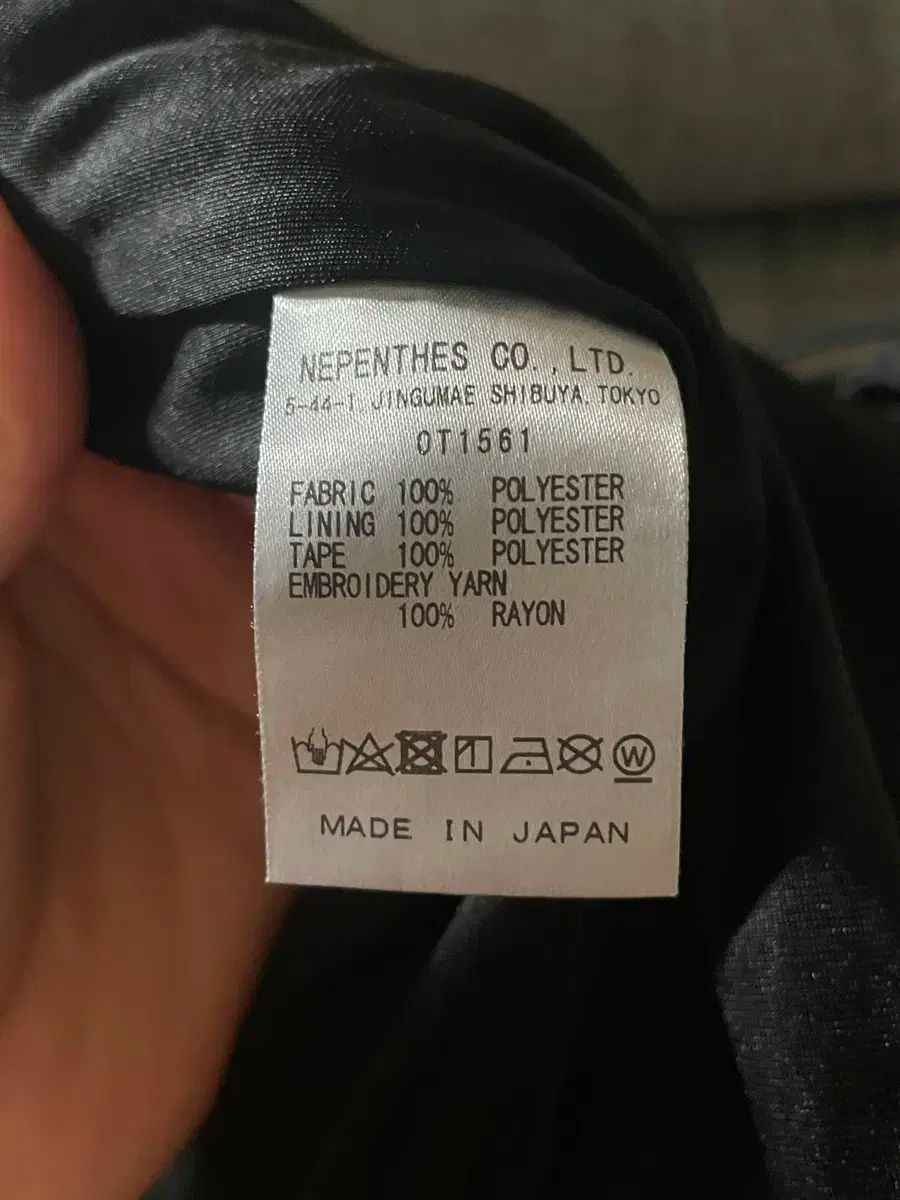 NEPENTHES CO.,LTD.
5-44-1 JINGUMAE SHIBUYA, TOKYO
OT1561
FABRIC 100% POLYESTER
LINING 100% POLYESTER
TAPE 100% POLYESTER
EMBROIDERY YARN
100% RAYON
W
MADE IN JAPAN